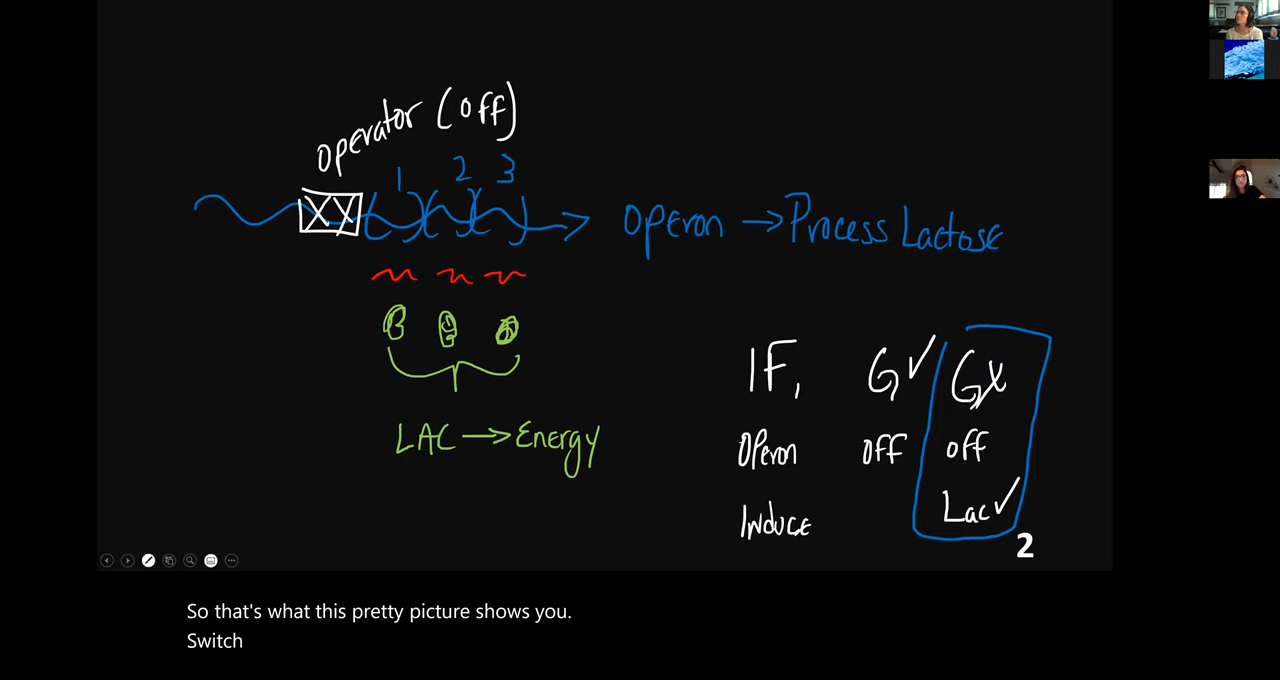 operator (off)
1 2 3
operon → Process Lactose
LAC → Energy
IF, G✓ GX
operon off off
Induce Lac✓
2
So that's what this pretty picture shows you.
Switch